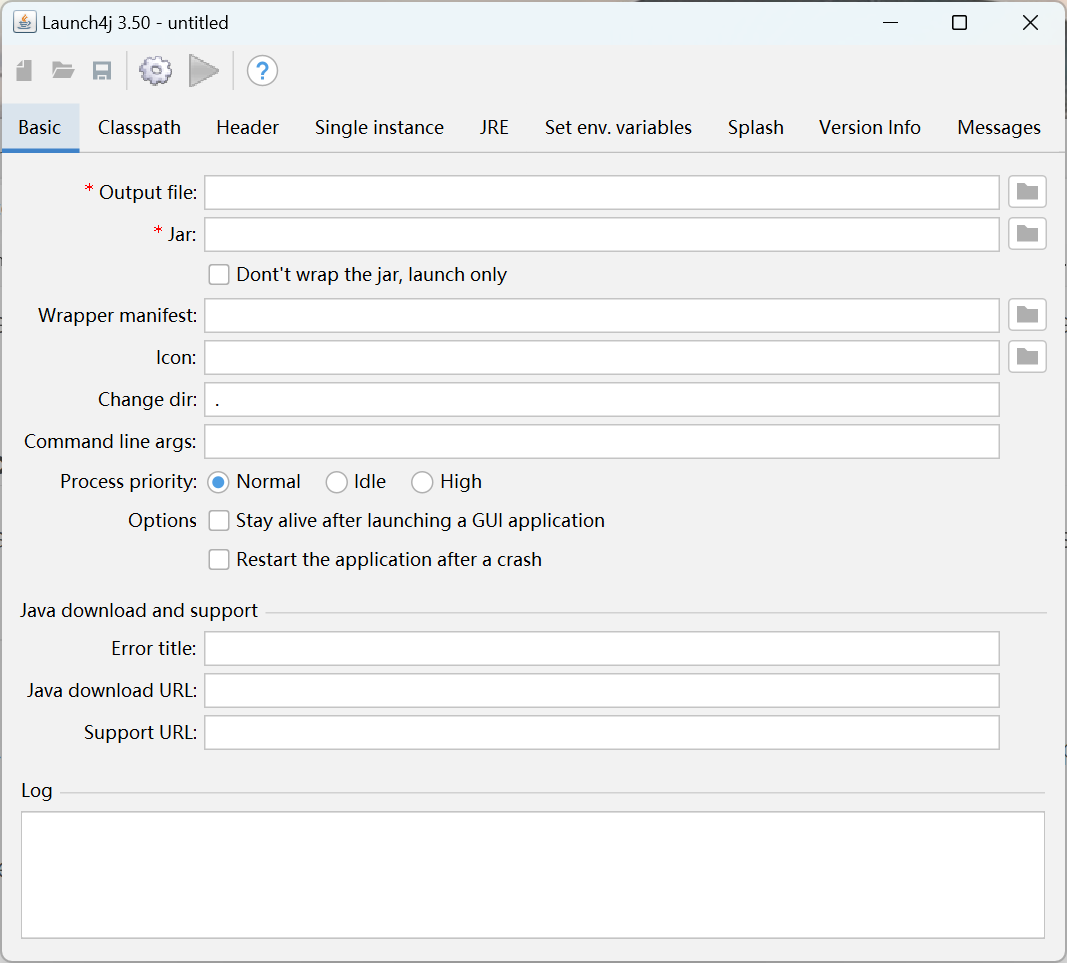 Launch4j 3.50 - untitled
?
Basic Classpath Header Single instance JRE Set env. variables Splash Version Info Messages
* Output file:
* Jar:
Dont't wrap the jar, launch only
Wrapper manifest:
Icon:
Change dir: .
Command line args:
Process priority: Normal Idle High
Options Stay alive after launching a GUI application
Restart the application after a crash
Java download and support
Error title:
Java download URL:
Support URL:
Log